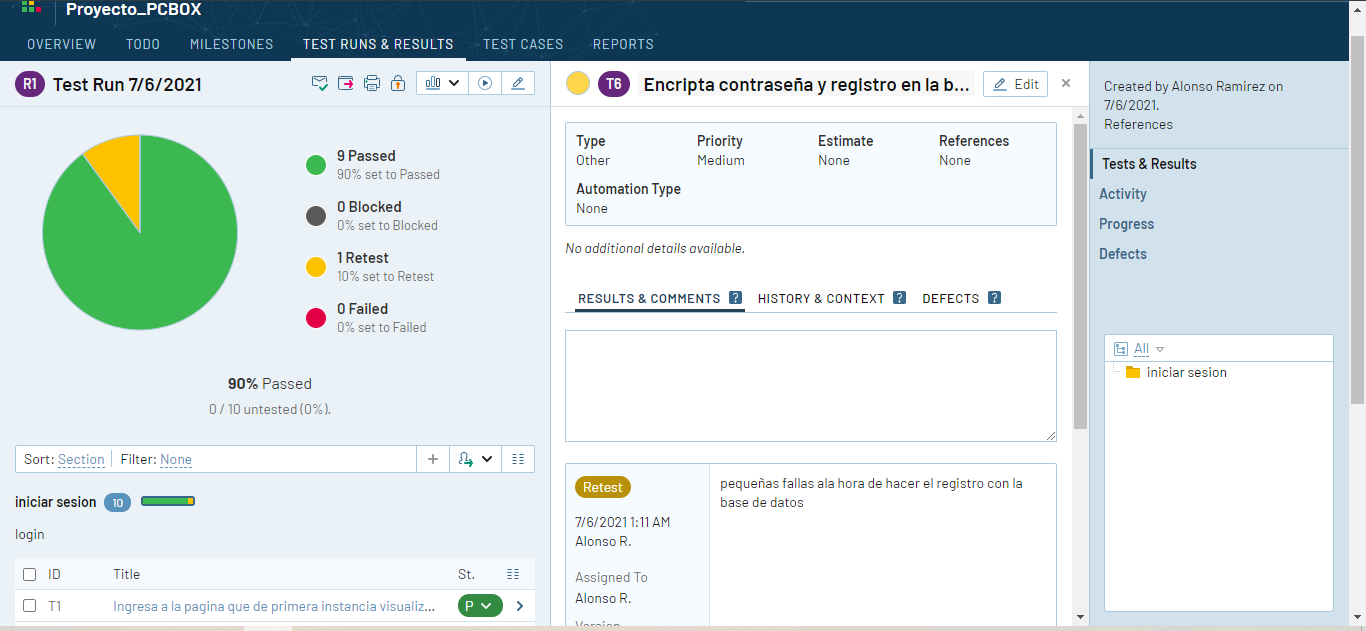 Proyecto_PCBOX
OVERVIEW
TODO
MILESTONES
TEST RUNS & RESULTS
TEST CASES
REPORTS
R1
Test Run 7/6/2021
9 Passed
90% set to Passed
0 Blocked
0% set to Blocked
1 Retest
10% set to Retest
0 Failed
0% set to Failed
90% Passed
0 / 10 untested (0%).
Sort: Section
Filter: None
iniciar sesion 10
login
ID Title St.
T1 Ingresa a la pagina que de primera instancia visualiz... P
T6
Encripta contraseña y registro en la b...
Edit
Type Priority Estimate References
Other Medium None None
Automation Type
None
No additional details available.
RESULTS & COMMENTS ? HISTORY & CONTEXT ? DEFECTS ?
Retest
7/6/2021 1:11 AM
Alonso R.
Assigned To
Alonso R.
Version
pequeñas fallas ala hora de hacer el registro con la
base de datos
Created by Alonso Ramirez on
7/6/2021.
References
Tests & Results
Activity
Progress
Defects
All
iniciar sesion